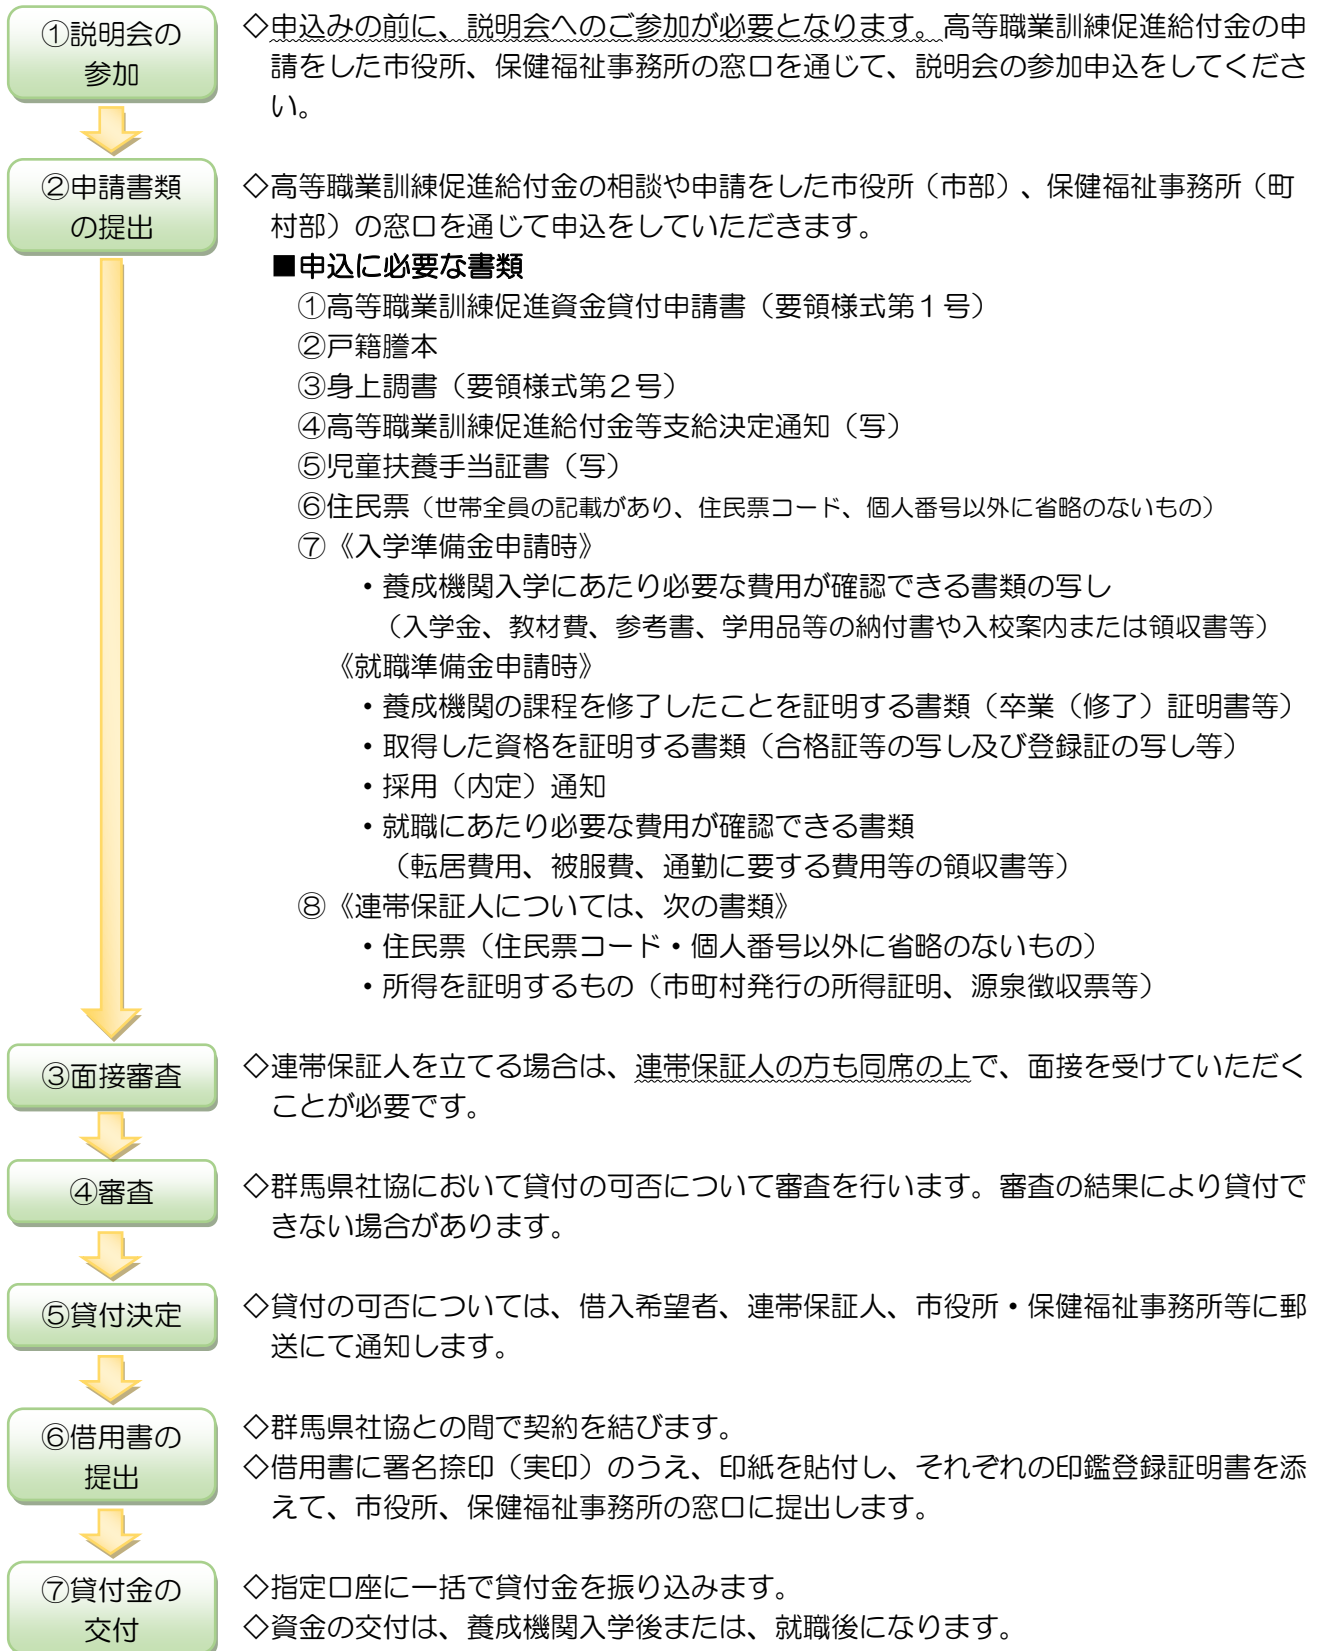 ①説明会の
参加
◇申込みの前に、説明会へのご参加が必要となります。高等職業訓練促進給付金の申
請をした市役所、保健福祉事務所の窓口を通じて、説明会の参加申込をしてくださ
い。
②申請書類
の提出
◇高等職業訓練促進給付金の相談や申請をした市役所（市部）、保健福祉事務所（町
村部）の窓口を通じて申込をしていただきます。
■申込に必要な書類
①高等職業訓練促進資金貸付申請書（要領様式第１号）
②戸籍謄本
③身上調書（要領様式第２号）
④高等職業訓練促進給付金等支給決定通知（写）
⑤児童扶養手当証書（写）
⑥住民票（世帯全員の記載があり、住民票コード、個人番号以外に省略のないもの）
⑦《入学準備金申請時》
・養成機関入学にあたり必要な費用が確認できる書類の写し
（入学金、教材費、参考書、学用品等の納付書や入校案内または領収書等）
《就職準備金申請時》
・養成機関の課程を修了したことを証明する書類（卒業（修了）証明書等）
・取得した資格を証明する書類（合格証等の写し及び登録証の写し等）
・採用（内定）通知
・就職にあたり必要な費用が確認できる書類
（転居費用、被服費、通勤に要する費用等の領収書等）
⑧《連帯保証人については、次の書類》
・住民票（住民票コード・個人番号以外に省略のないもの）
・所得を証明するもの（市町村発行の所得証明、源泉徴収票等）
③面接審査
◇連帯保証人を立てる場合は、連帯保証人の方も同席の上で、面接を受けていただく
ことが必要です。
④審査
◇群馬県社協において貸付の可否について審査を行います。審査の結果により貸付で
きない場合があります。
⑤貸付決定
◇貸付の可否については、借入希望者、連帯保証人、市役所・保健福祉事務所等に郵
送にて通知します。
⑥借用書の
提出
◇群馬県社協との間で契約を結びます。
◇借用書に署名捺印（実印）のうえ、印紙を貼付し、それぞれの印鑑登録証明書を添
えて、市役所、保健福祉事務所の窓口に提出します。
⑦貸付金の
交付
◇指定口座に一括で貸付金を振り込みます。
◇資金の交付は、養成機関入学後または、就職後になります。